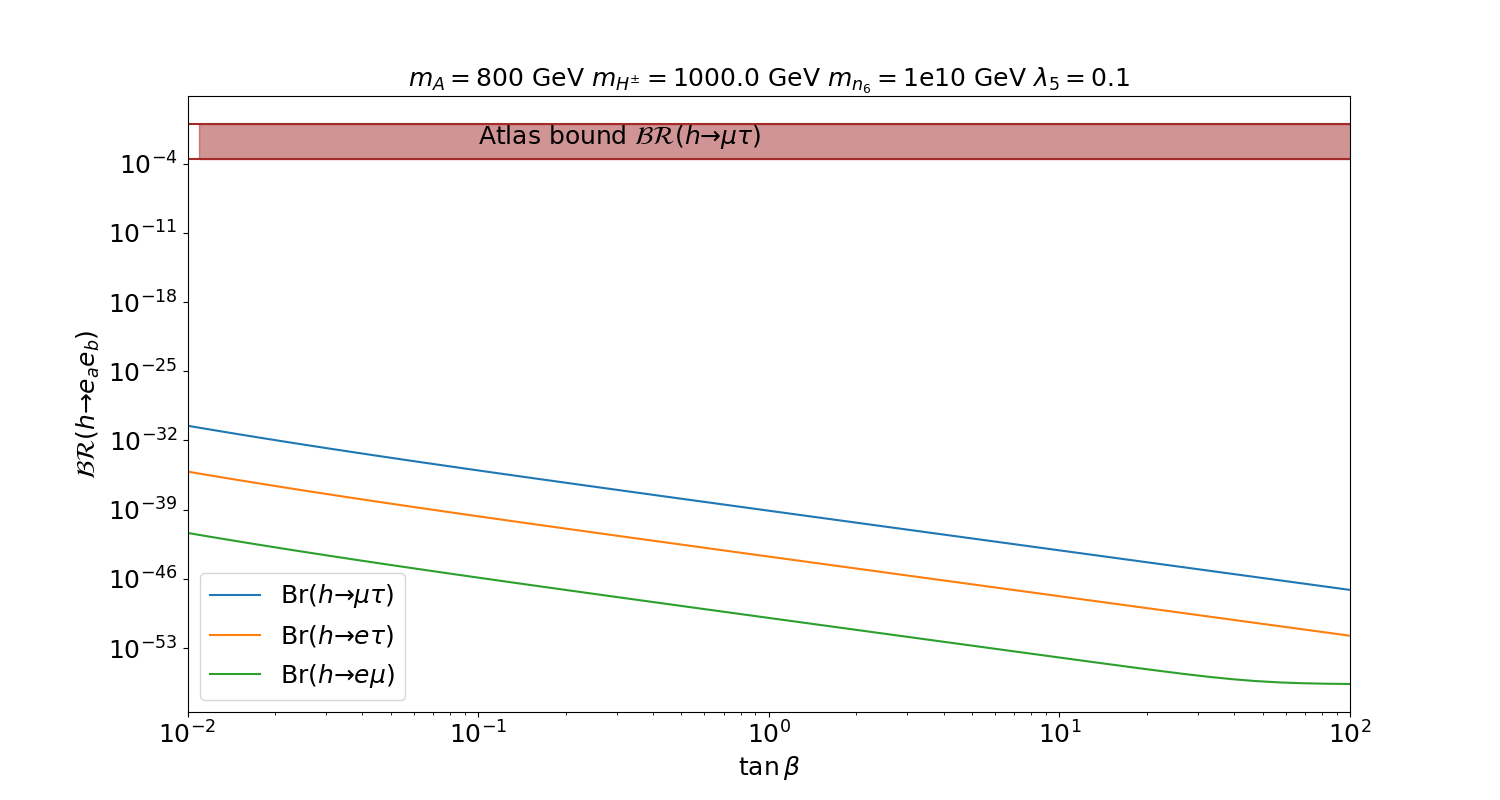 m_A = 800 GeV m_{H^±} = 1000.0 GeV m_{n_6} = 1e10 GeV λ_5 = 0.1
Atlas bound ℬℛ(h→μτ)
10^{−4}
10^{−11}
10^{−18}
10^{−25}
10^{−32}
10^{−39}
10^{−46}
10^{−53}
ℬℛ(h→e_a e_b)
Br(h→μτ)
Br(h→eτ)
Br(h→eμ)
10^{−2} 10^{−1} 10^0 10^1 10^2
tan β